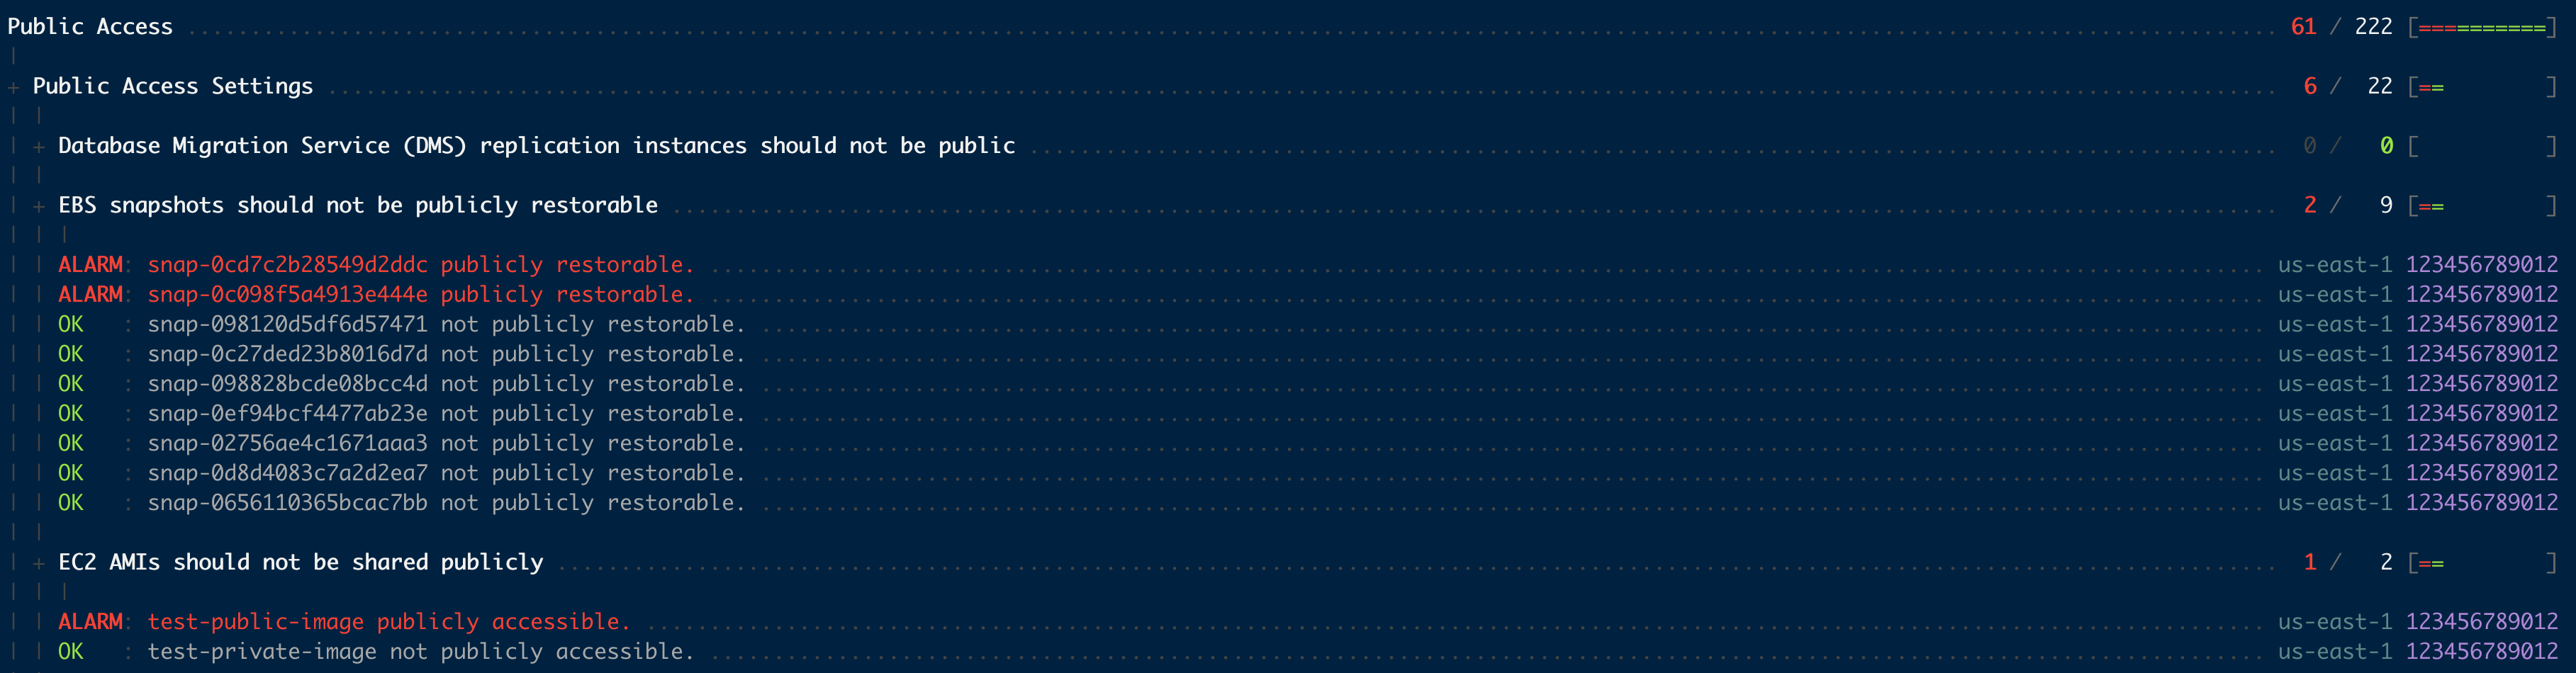 Public Access ........................................ 61 / 222 [==========]
|
+ Public Access Settings ........................................ 6 / 22 [== ]
| |
| + Database Migration Service (DMS) replication instances should not be public ........................................ 0 / 0 [ ]
| |
| + EBS snapshots should not be publicly restorable ........................................ 2 / 9 [== ]
| | |
| | ALARM: snap-0cd7c2b28549d2ddc publicly restorable. ........................................ us-east-1 123456789012
| | ALARM: snap-0c098f5a4913e444e publicly restorable. ........................................ us-east-1 123456789012
| | OK : snap-098120d5df6d57471 not publicly restorable. ........................................ us-east-1 123456789012
| | OK : snap-0c27ded23b8016d7d not publicly restorable. ........................................ us-east-1 123456789012
| | OK : snap-098828bcde08bcc4d not publicly restorable. ........................................ us-east-1 123456789012
| | OK : snap-0ef94bcf4477ab23e not publicly restorable. ........................................ us-east-1 123456789012
| | OK : snap-02756ae4c1671aaa3 not publicly restorable. ........................................ us-east-1 123456789012
| | OK : snap-0d8d4083c7a2d2ea7 not publicly restorable. ........................................ us-east-1 123456789012
| | OK : snap-0656110365bcac7bb not publicly restorable. ........................................ us-east-1 123456789012
| |
| + EC2 AMIs should not be shared publicly ........................................ 1 / 2 [== ]
| | |
| | ALARM: test-public-image publicly accessible. ........................................ us-east-1 123456789012
| | OK : test-private-image not publicly accessible. ........................................ us-east-1 123456789012